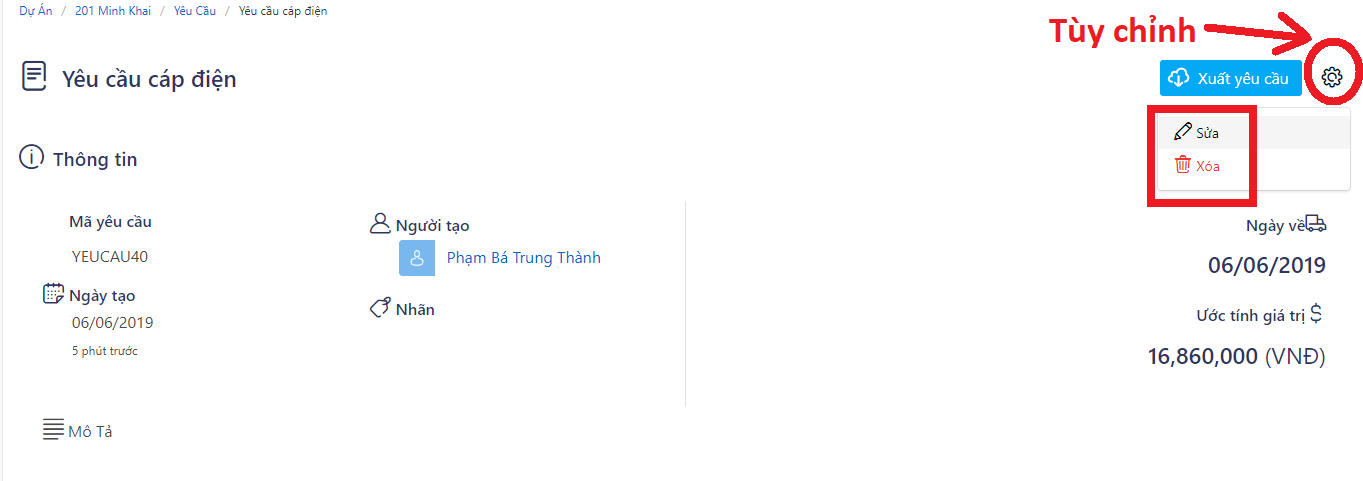 Dự Án / 201 Minh Khai / Yêu Cầu / Yêu cầu cáp điện
Tùy chỉnh
Yêu cầu cáp điện
Xuất yêu cầu
Sửa
Xóa
Thông tin
Mã yêu cầu
YEUCAU40
Ngày tạo
06/06/2019
5 phút trước
Người tạo
Phạm Bá Trung Thành
Nhãn
Ngày về
06/06/2019
Ước tính giá trị $
16,860,000 (VNĐ)
Mô Tả